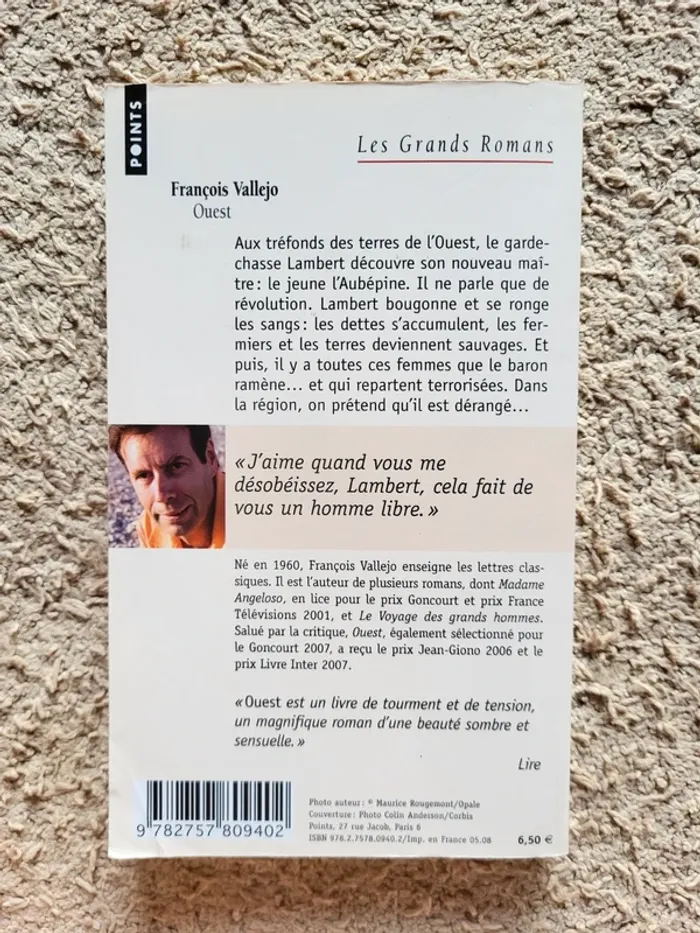 POINTS
Les Grands Romans
François Vallejo
Ouest
Aux tréfonds des terres de l'Ouest, le garde-
chasse Lambert découvre son nouveau maî-
tre : le jeune l'Aubépine. Il ne parle que de
révolution. Lambert bougonne et se ronge
les sangs : les dettes s'accumulent, les fer-
miers et les terres deviennent sauvages. Et
puis, il y a toutes ces femmes que le baron
ramène... et qui repartent terrorisées. Dans
la région, on prétend qu'il est dérangé...
« J'aime quand vous me
désobéissez, Lambert, cela fait de
vous un homme libre. »
Né en 1960, François Vallejo enseigne les lettres clas-
siques. Il est l'auteur de plusieurs romans, dont Madame
Angeloso, en lice pour le prix Goncourt et prix France
Télévisions 2001, et Le Voyage des grands hommes.
Salué par la critique, Ouest, également sélectionné pour
le Goncourt 2007, a reçu le prix Jean-Giono 2006 et le
prix Livre Inter 2007.
« Ouest est un livre de tourment et de tension,
un magnifique roman d'une beauté sombre et
sensuelle. »
Lire
Photo auteur : © Maurice Rougemont/Opale
Couverture : Photo Colin Anderson/Corbis
Points, 27 rue Jacob, Paris 6
ISBN 978.2.7578.0940.2/Imp. en France 05.08
6,50 €
9 782757 809402